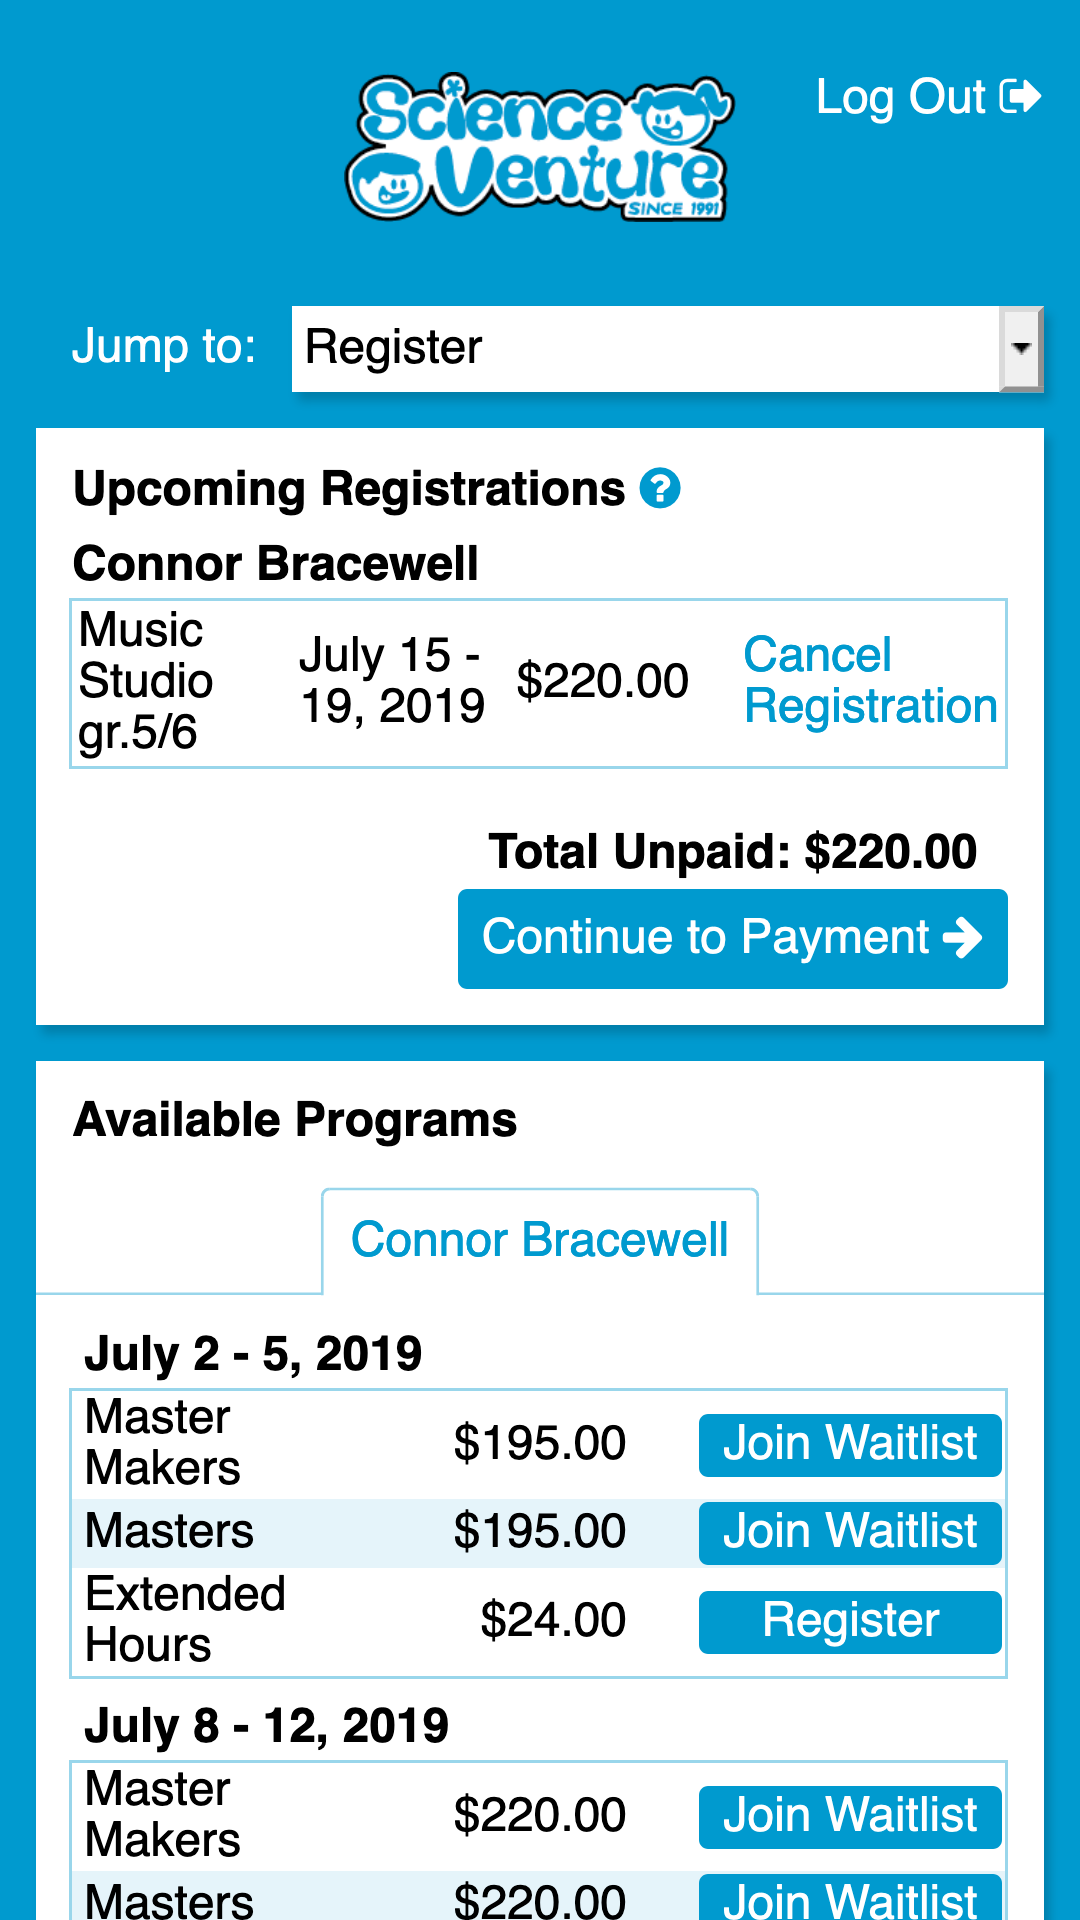 Science
Venture
SINCE 1991
Log Out
Jump to:
Register
Upcoming Registrations
Connor Bracewell
Music Studio gr.5/6
July 15 - 19, 2019
$220.00
Cancel Registration
Total Unpaid: $220.00
Continue to Payment
Available Programs
Connor Bracewell
July 2 - 5, 2019
Master Makers $195.00 Join Waitlist
Masters $195.00 Join Waitlist
Extended Hours $24.00 Register
July 8 - 12, 2019
Master Makers $220.00 Join Waitlist
Masters $220.00 Join Waitlist